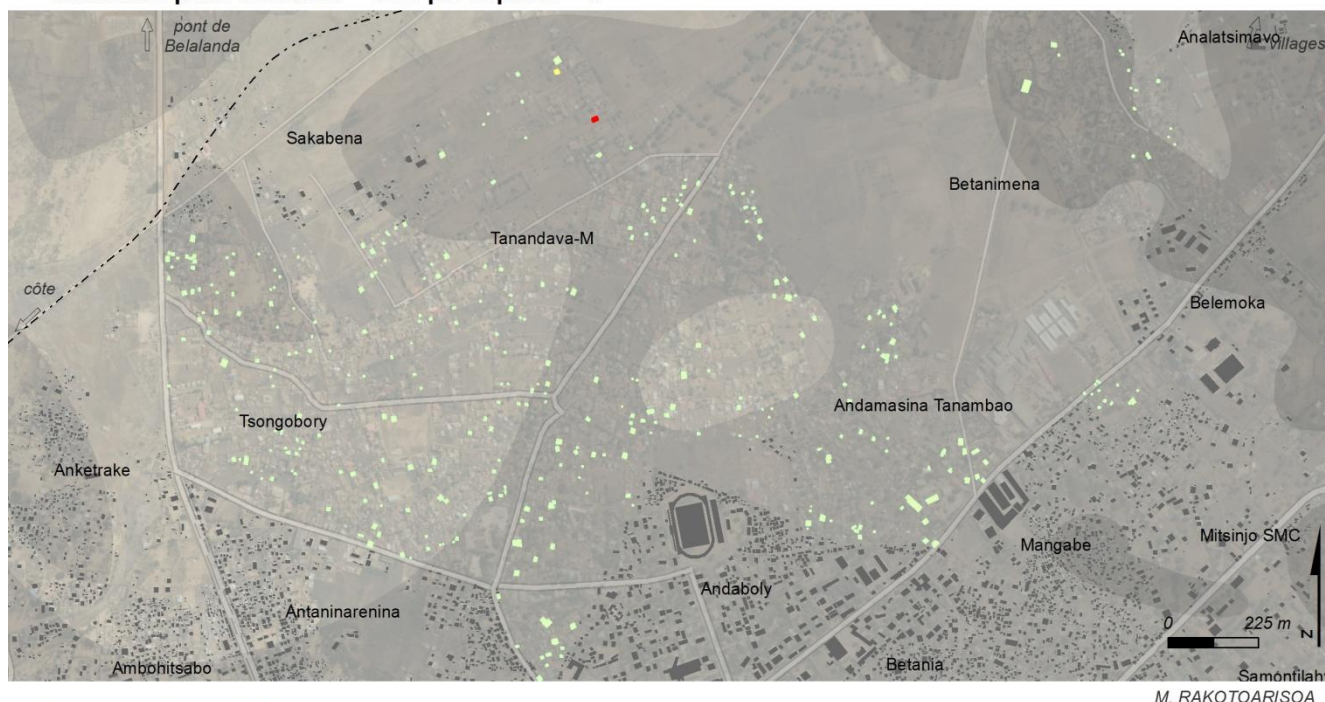 pont de
Belalanda
Analatsimavo
villages
Sakabena
Betanimena
Tanandava-M
côte
Belemoka
Andamasina Tanambao
Tsongobory
Anketrake
Mitsinjo SMC
Mangabe
Andaboly
Antaninarenina
0 225 m
N
Betania
Ambohitsabo
M. RAKOTOARISOA